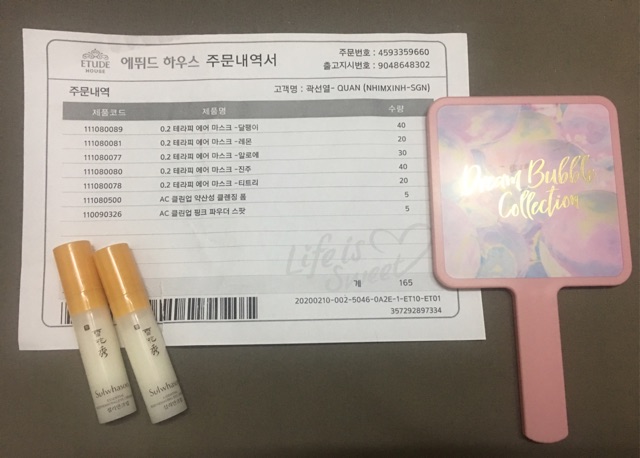 ETUDE HOUSE
에뛰드 하우스 주문내역서
주문번호 : 4593359660
출고지시번호 : 9048648302
주문내역
고객명 : 곽선열- QUAN (NHIMXINH-SGN)
제품코드 제품명 수량
111080089 0.2 테라피 에어 마스크 -달팽이 40
111080081 0.2 테라피 에어 마스크 -레몬 20
111080077 0.2 테라피 에어 마스크 -알로에 30
111080080 0.2 테라피 에어 마스크 -진주 40
111080078 0.2 테라피 에어 마스크 -티트리 20
111080500 AC 클린업 약산성 클렌징 폼 5
110090326 AC 클린업 핑크 파우더 스팟 5
Life is Sweet
계 165
20200210-002-5046-0A2E-1-ET10-ET01
357292897334
Dream Bubble
Collection
Sulwhasoo
Sulwhasoo